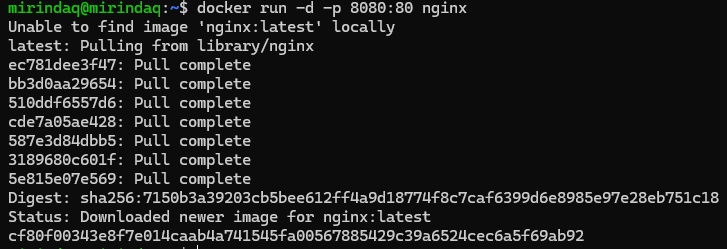 mirindaq@mirindaq:~$ docker run -d -p 8080:80 nginx
Unable to find image 'nginx:latest' locally
latest: Pulling from library/nginx
ec781dee3f47: Pull complete
bb3d0aa29654: Pull complete
510ddf6557d6: Pull complete
cde7a05ae428: Pull complete
587e3d84dbb5: Pull complete
3189680c601f: Pull complete
5e815e07e569: Pull complete
Digest: sha256:7150b3a39203cb5bee612ff4a9d18774f8c7caf6399d6e8985e97e28eb751c18
Status: Downloaded newer image for nginx:latest
cf80f00343e8f7e014caab4a741545fa00567885429c39a6524cec6a5f69ab92